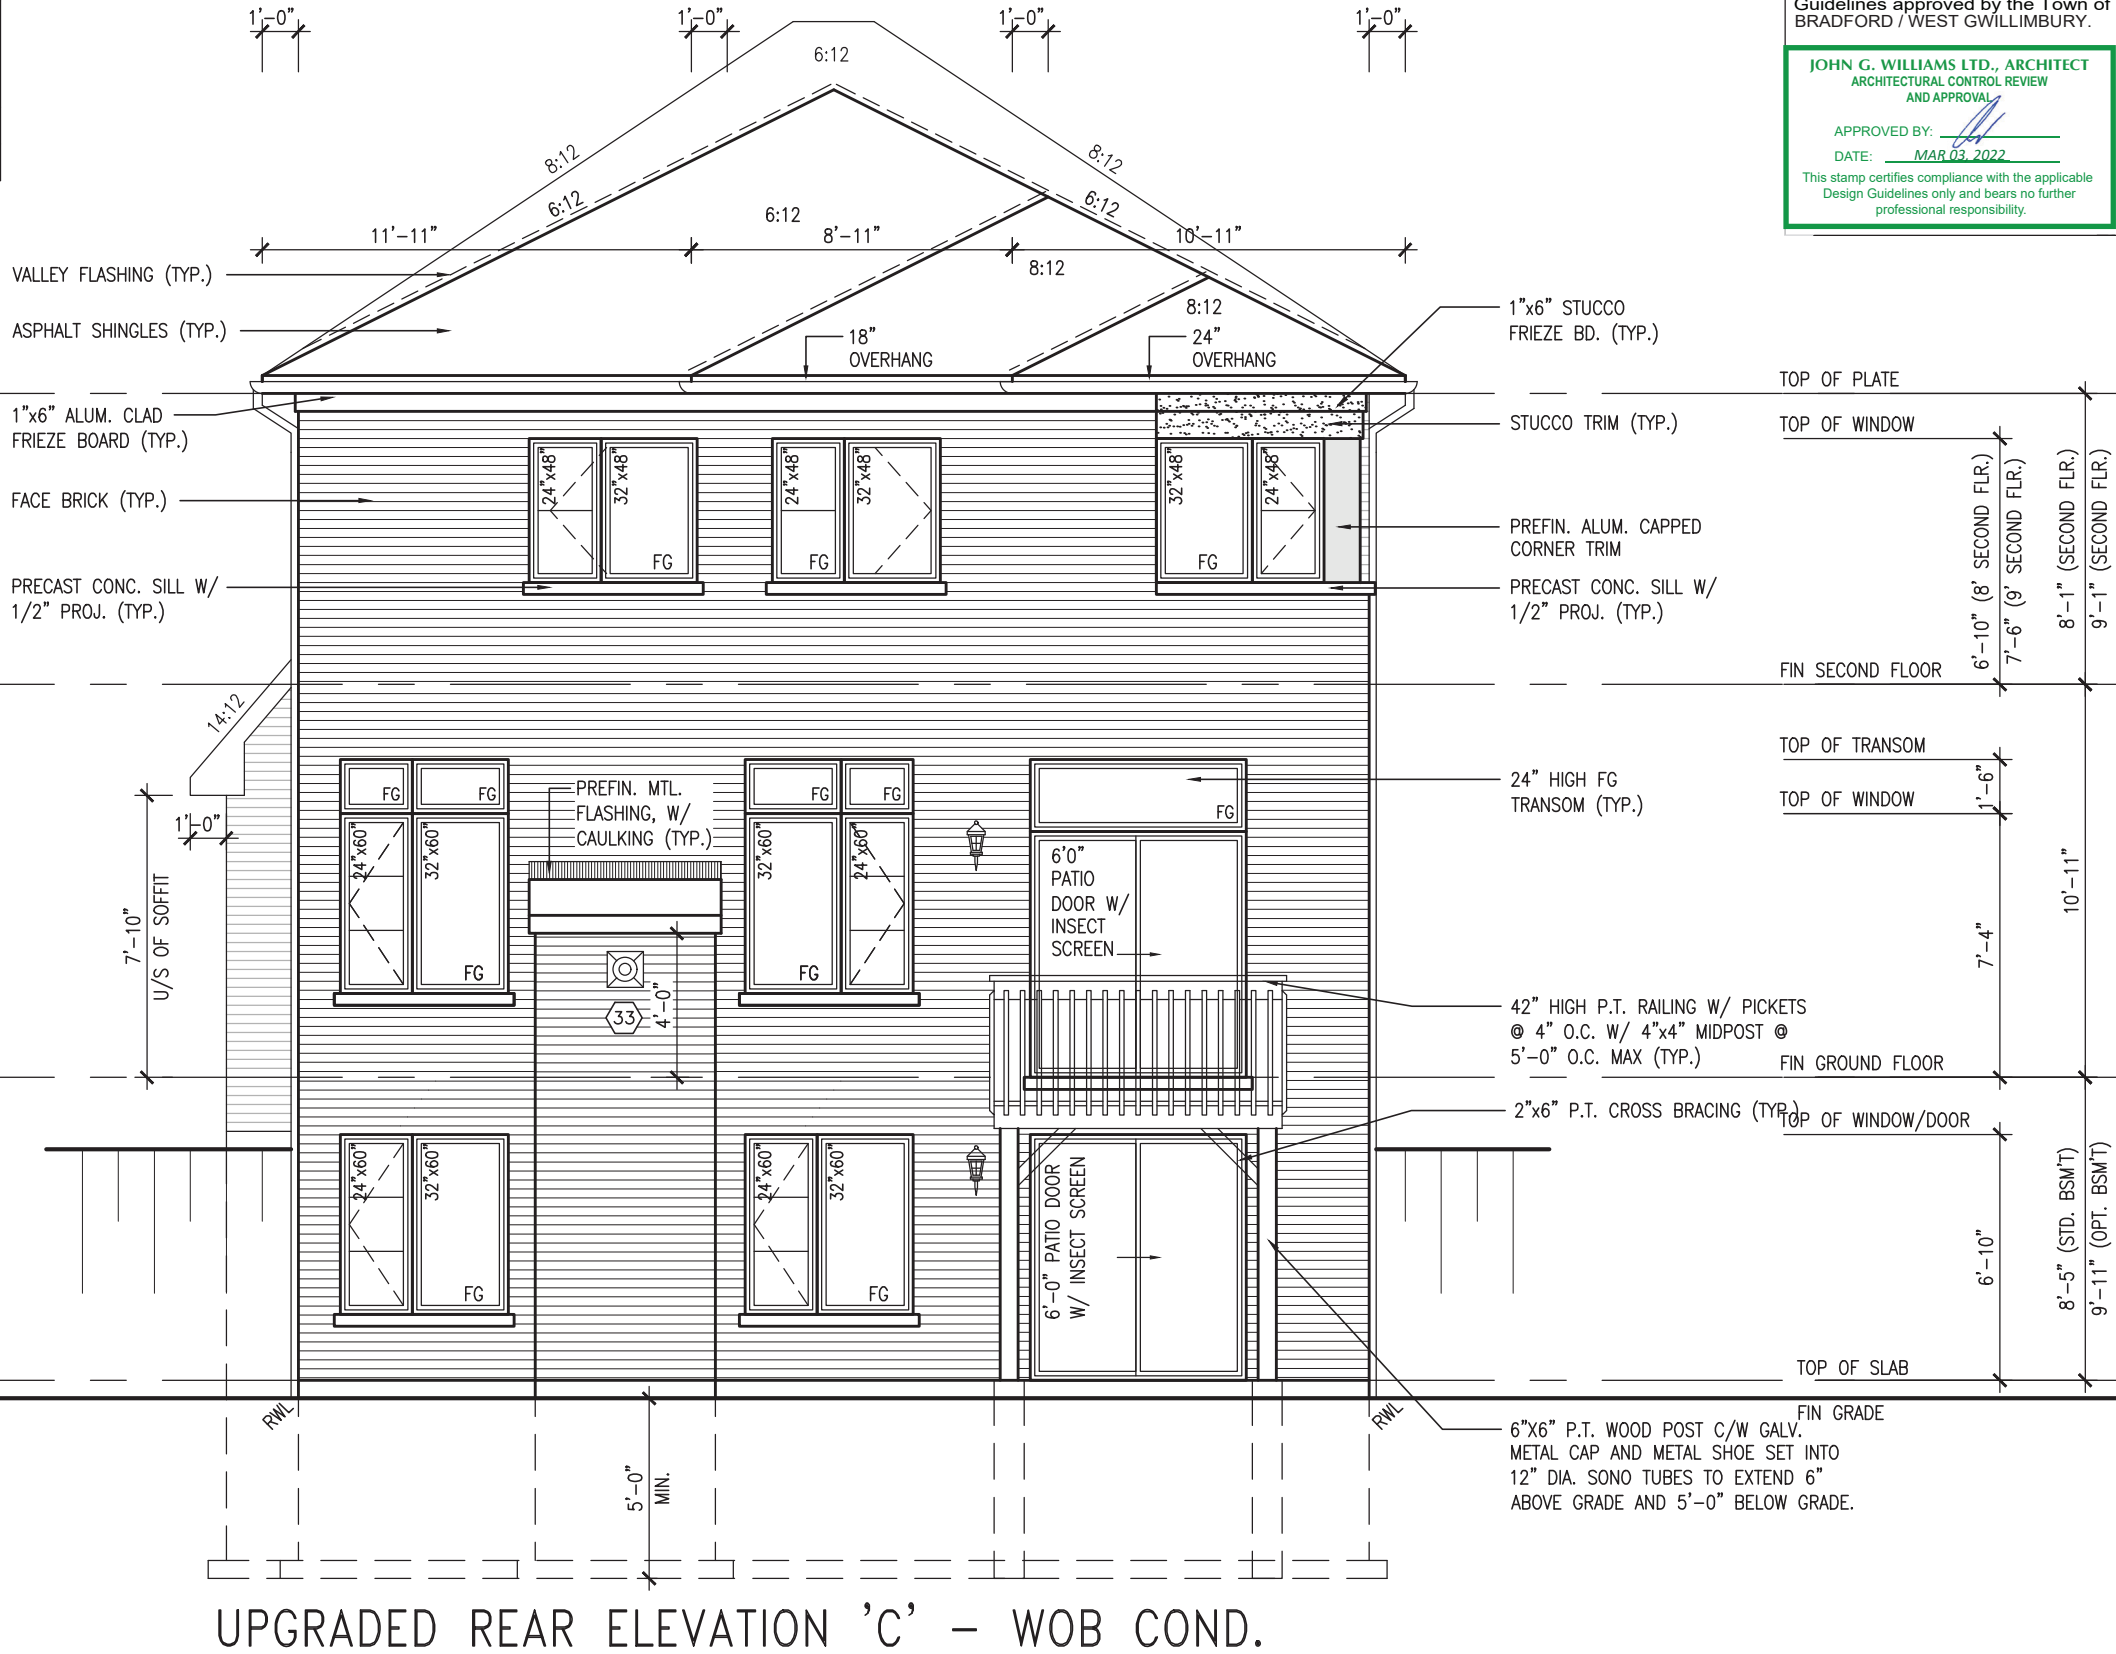 Guidelines approved by the Town of
BRADFORD / WEST GWILLIMBURY.
JOHN G. WILLIAMS LTD., ARCHITECT
ARCHITECTURAL CONTROL REVIEW
AND APPROVAL
APPROVED BY:
DATE: MAR 03, 2022
This stamp certifies compliance with the applicable
Design Guidelines only and bears no further
professional responsibility.
1'-0" 1'-0" 1'-0" 1'-0"
6:12
8:12 8:12
6:12 6:12 6:12
11'-11" 8'-11" 10'-11"
8:12
8:12
VALLEY FLASHING (TYP.)
ASPHALT SHINGLES (TYP.)
18"
OVERHANG
24"
OVERHANG
1"x6" STUCCO
FRIEZE BD. (TYP.)
1"x6" ALUM. CLAD
FRIEZE BOARD (TYP.)
STUCCO TRIM (TYP.)
TOP OF PLATE
TOP OF WINDOW
FACE BRICK (TYP.)
24"x48" 32"x48" 24"x48" 32"x48" 32"x48" 24"x48"
FG FG FG
PREFIN. ALUM. CAPPED
CORNER TRIM
PRECAST CONC. SILL W/
1/2" PROJ. (TYP.)
PRECAST CONC. SILL W/
1/2" PROJ. (TYP.)
6'-10" (8' SECOND FLR.)
7'-6" (9' SECOND FLR.)
8'-1" (SECOND FLR.)
9'-1" (SECOND FLR.)
FIN SECOND FLOOR
14:12
TOP OF TRANSOM
TOP OF WINDOW
1'-6"
24" HIGH FG
TRANSOM (TYP.)
FG FG FG FG FG
PREFIN. MTL.
FLASHING, W/
CAULKING (TYP.)
24"x60" 32"x60" 32"x60" 24"x60"
FG FG
6'0"
PATIO
DOOR W/
INSECT
SCREEN
1'-0"
7'-10"
U/S OF SOFFIT
33
4'-0"
7'-4"
10'-11"
42" HIGH P.T. RAILING W/ PICKETS
@ 4" O.C. W/ 4"x4" MIDPOST @
5'-0" O.C. MAX (TYP.)
FIN GROUND FLOOR
2"x6" P.T. CROSS BRACING (TYP.)
TOP OF WINDOW/DOOR
24"x60" 32"x60" 24"x60" 32"x60"
FG FG
6'-0" PATIO DOOR
W/ INSECT SCREEN
6'-10"
8'-5" (STD. BSM'T)
9'-11" (OPT. BSM'T)
TOP OF SLAB
FIN GRADE
RWL RWL
5'-0"
MIN.
6"X6" P.T. WOOD POST C/W GALV.
METAL CAP AND METAL SHOE SET INTO
12" DIA. SONO TUBES TO EXTEND 6"
ABOVE GRADE AND 5'-0" BELOW GRADE.
UPGRADED REAR ELEVATION 'C' - WOB COND.